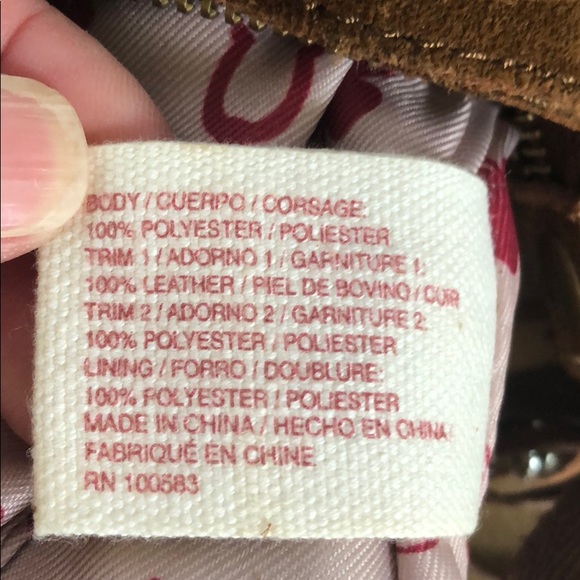 BODY / CUERPO / CORSAGE:
100% POLYESTER / POLIESTER
TRIM 1 / ADORNO 1 / GARNITURE 1:
100% LEATHER / PIEL DE BOVINO / CUIR
TRIM 2 / ADORNO 2 / GARNITURE 2:
100% POLYESTER / POLIESTER
LINING / FORRO / DOUBLURE:
100% POLYESTER / POLIESTER
MADE IN CHINA / HECHO EN CHINA/
FABRIQUÉ EN CHINE
RN 100583